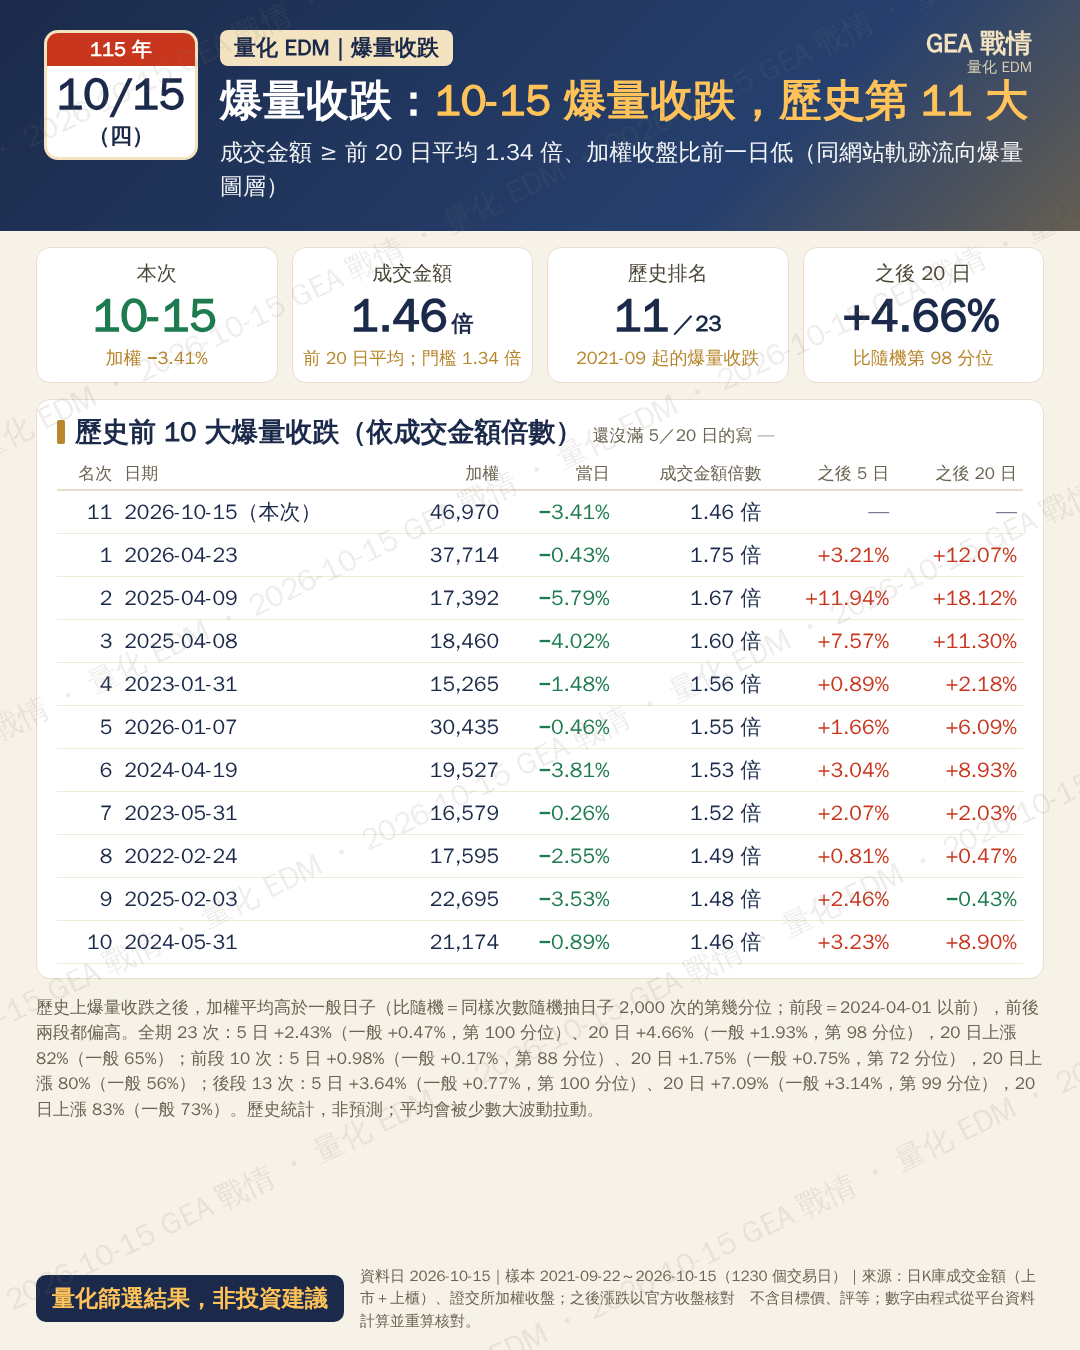 115 年
10/15
（四）
量化 EDM｜爆量收跌
GEA 戰情
量化 EDM
爆量收跌：10-15 爆量收跌，歷史第 11 大
成交金額 ≥ 前 20 日平均 1.34 倍、加權收盤比前一日低（同網站軌跡流向爆量
圖層）
本次
10-15
加權 −3.41%
成交金額
1.46 倍
前 20 日平均；門檻 1.34 倍
歷史排名
11 ／23
2021-09 起的爆量收跌
之後 20 日
+4.66%
比隨機第 98 分位
歷史前 10 大爆量收跌（依成交金額倍數） 還沒滿 5／20 日的寫 —
名次 日期 加權 當日 成交金額倍數 之後 5 日 之後 20 日
11 2026-10-15（本次） 46,970 −3.41% 1.46 倍 — —
1 2026-04-23 37,714 −0.43% 1.75 倍 +3.21% +12.07%
2 2025-04-09 17,392 −5.79% 1.67 倍 +11.94% +18.12%
3 2025-04-08 18,460 −4.02% 1.60 倍 +7.57% +11.30%
4 2023-01-31 15,265 −1.48% 1.56 倍 +0.89% +2.18%
5 2026-01-07 30,435 −0.46% 1.55 倍 +1.66% +6.09%
6 2024-04-19 19,527 −3.81% 1.53 倍 +3.04% +8.93%
7 2023-05-31 16,579 −0.26% 1.52 倍 +2.07% +2.03%
8 2022-02-24 17,595 −2.55% 1.49 倍 +0.81% +0.47%
9 2025-02-03 22,695 −3.53% 1.48 倍 +2.46% −0.43%
10 2024-05-31 21,174 −0.89% 1.46 倍 +3.23% +8.90%
歷史上爆量收跌之後，加權平均高於一般日子（比隨機＝同樣次數隨機抽日子 2,000 次的第幾分位；前段＝2024-04-01 以前），前後
兩段都偏高。全期 23 次：5 日 +2.43%（一般 +0.47%，第 100 分位）、20 日 +4.66%（一般 +1.93%，第 98 分位），20 日上漲
82%（一般 65%）；前段 10 次：5 日 +0.98%（一般 +0.17%，第 88 分位）、20 日 +1.75%（一般 +0.75%，第 72 分位），20 日上
漲 80%（一般 56%）；後段 13 次：5 日 +3.64%（一般 +0.77%，第 100 分位）、20 日 +7.09%（一般 +3.14%，第 99 分位），20
日上漲 83%（一般 73%）。歷史統計，非預測；平均會被少數大波動拉動。
量化篩選結果，非投資建議
資料日 2026-10-15｜樣本 2021-09-22～2026-10-15（1230 個交易日）｜來源：日K庫成交金額（上
市＋上櫃）、證交所加權收盤；之後漲跌以官方收盤核對　不含目標價、評等；數字由程式從平台資料
計算並重算核對。